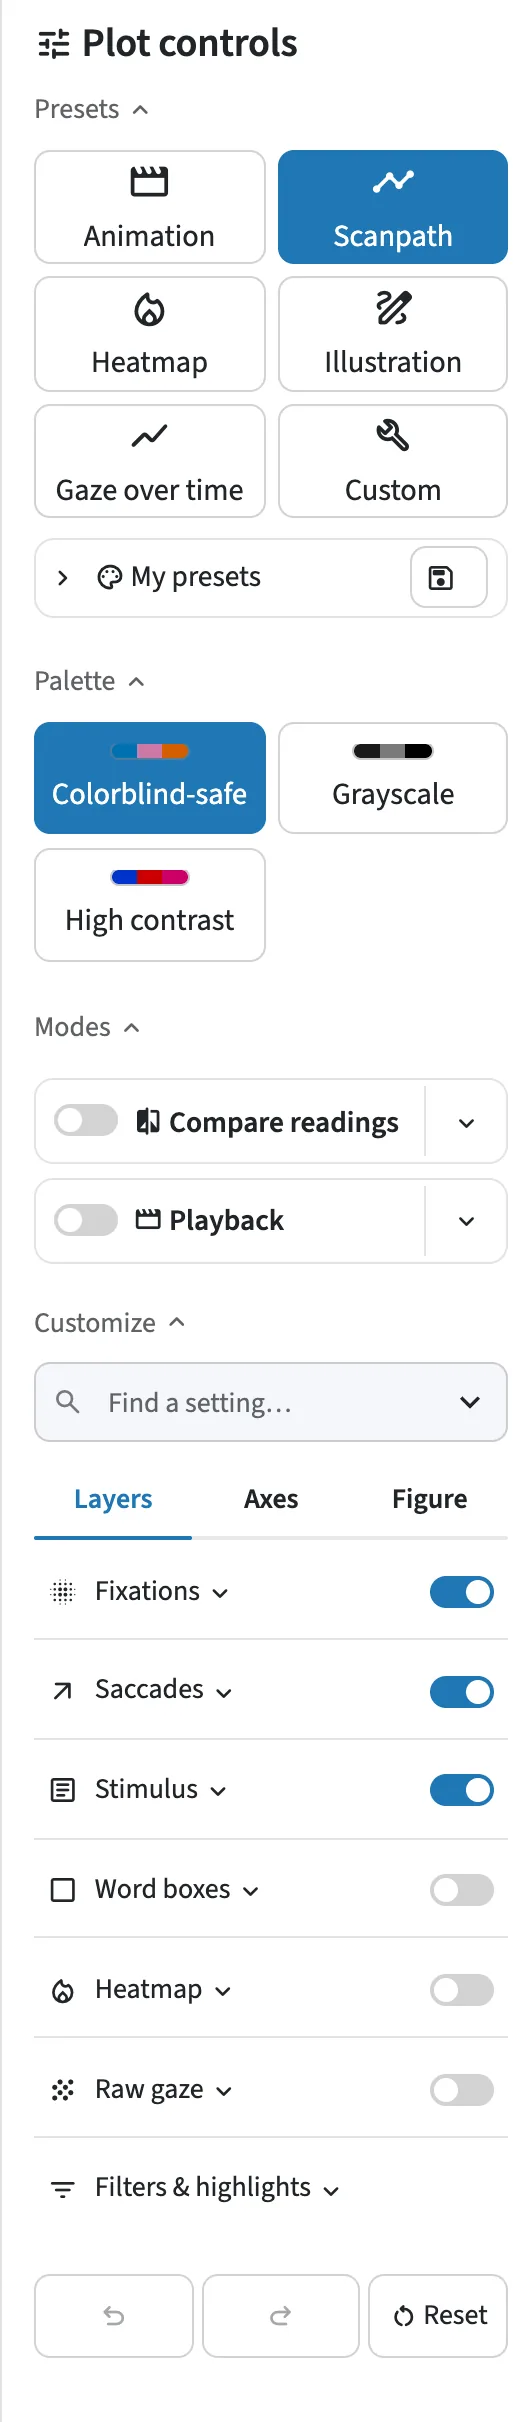 Plot controls
Presets
Animation
Scanpath
Heatmap
Illustration
Gaze over time
Custom
My presets
Palette
Colorblind-safe
Grayscale
High contrast
Modes
Compare readings
Playback
Customize
Find a setting...
Layers Axes Figure
Fixations
Saccades
Stimulus
Word boxes
Heatmap
Raw gaze
Filters & highlights
Reset